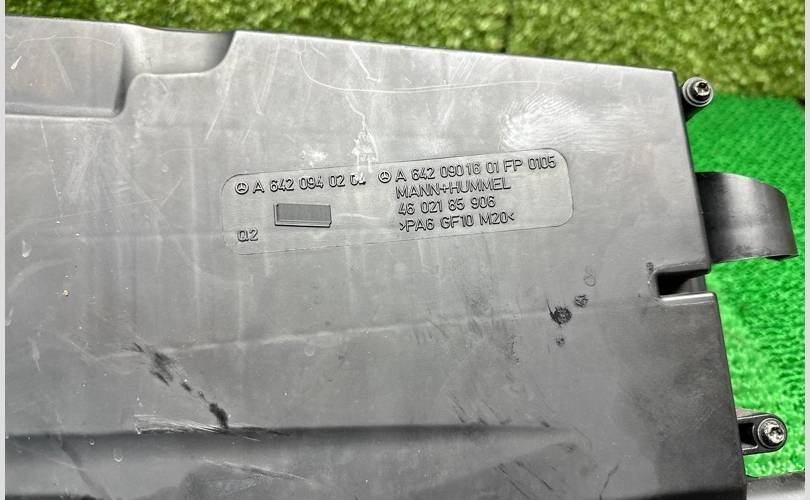 A 642 094 02 04
Q2
A 642 090 16 01 FP 0105
MANN+HUMMEL
46 021 85 906
>PA6 GF10 M20<